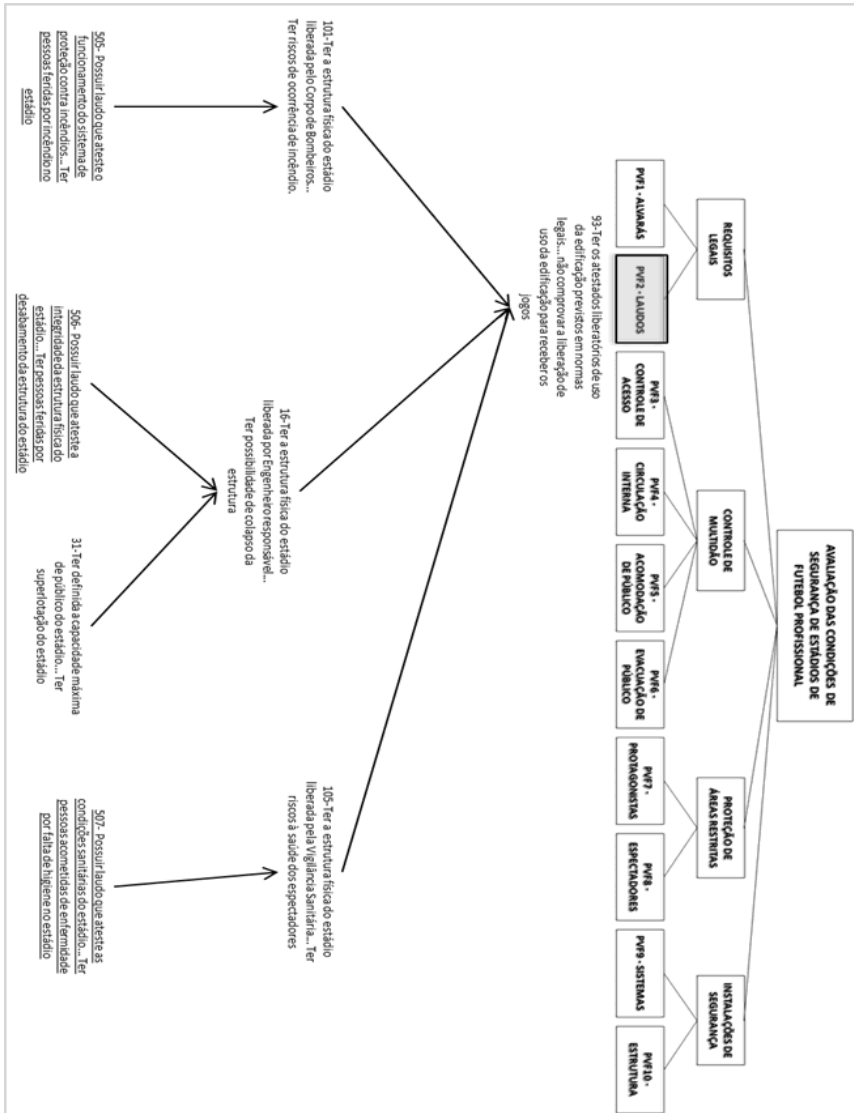 AVALIAÇÃO DAS CONDIÇÕES DE
SEGURANÇA DE ESTÁDIOS DE
FUTEBOL PROFISSIONAL
REQUISITOS
LEGAIS
CONTROLE DE
MULTIDÃO
PROTEÇÃO DE
ÁREAS RESTRITAS
INSTALAÇÕES DE
SEGURANÇA
PVF1 - ALVARÁS
PVF2 - LAUDOS
PVF3 -
CONTROLE DE
ACESSO
PVF4 -
CIRCULAÇÃO
INTERNA
PVF5 -
ACOMODAÇÃO
DE PÚBLICO
PVF6 -
EVACUAÇÃO DE
PÚBLICO
PVF7 -
PROTAGONISTAS
PVF8 -
ESPECTADORES
PVF9 - SISTEMAS
PVF10 -
ESTRUTURA
93-Ter os atestados liberatórios de uso
da edificação previstos em normas
legais... não comprovar a liberação de
uso da edificação para receber os
jogos
101-Ter a estrutura física do estádio
liberada pelo Corpo de Bombeiros...
Ter riscos de ocorrência de incêndio.
16-Ter a estrutura física do estádio
liberada por Engenheiro responsável...
Ter possibilidade de colapso da
estrutura
105-Ter a estrutura física do estádio
liberada pela Vigilância Sanitária... Ter
riscos à saúde dos espectadores
505- Possuir laudo que ateste o
funcionamento do sistema de
proteção contra incêndios... Ter
pessoas feridas por incêndio no
estádio
506- Possuir laudo que ateste a
integridade da estrutura física do
estádio... Ter pessoas feridas por
desabamento da estrutura do estádio
31-Ter definida a capacidade máxima
de público do estádio... Ter
superlotação do estádio
507- Possuir laudo que ateste as
condições sanitárias do estádio... Ter
pessoas acometidas de enfermidade
por falta de higiene no estádio